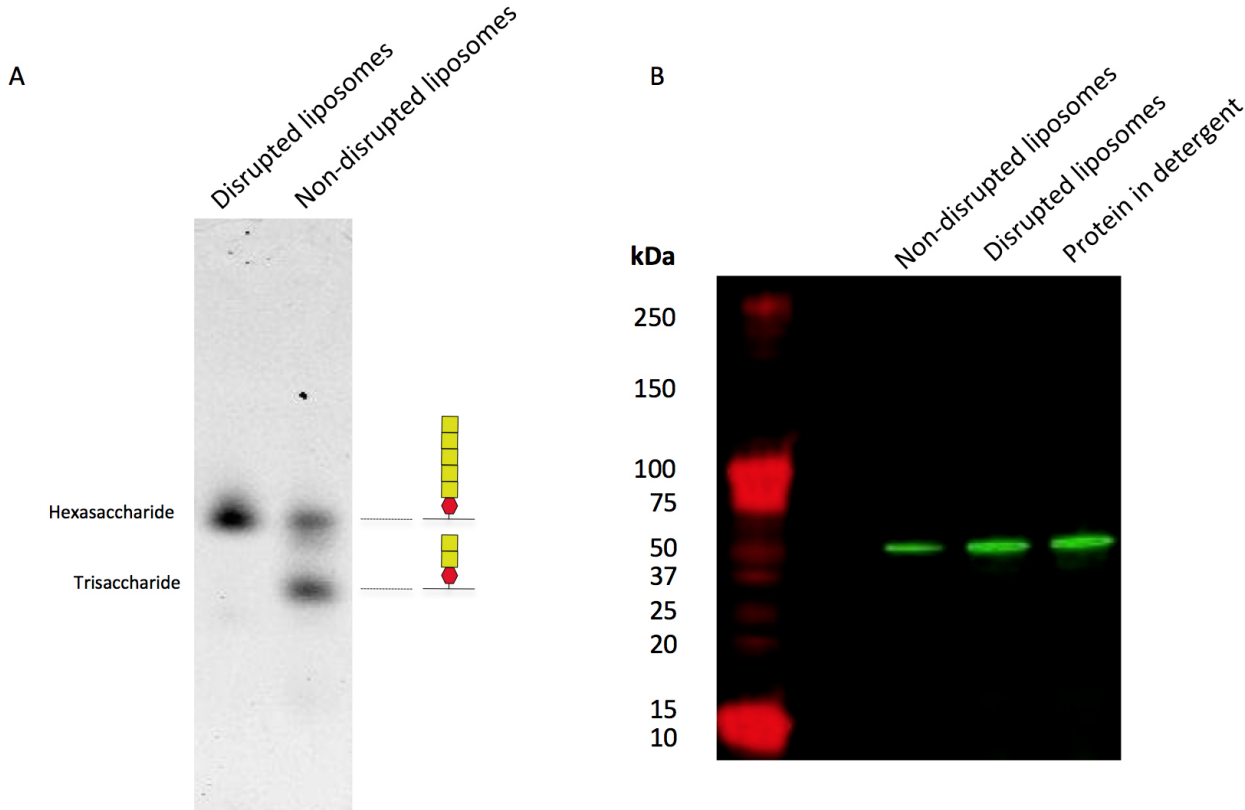 A
Disrupted liposomes
Non-disrupted liposomes
Hexasaccharide
Trisaccharide
B
Non-disrupted liposomes
Disrupted liposomes
Protein in detergent
kDa
250
150
100
75
50
37
25
20
15
10